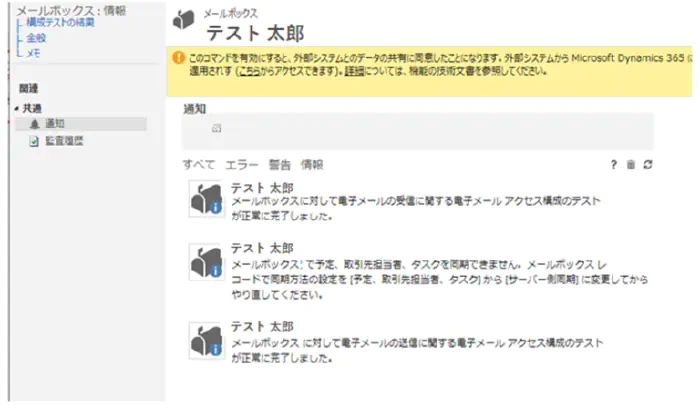 メールボックス : 情報
構成テストの結果
全般
メモ
関連
共通
通知
監査履歴
メールボックス
テスト 太郎
このコマンドを有効にすると、外部システムとのデータの共有に同意したことになります。外部システムから Microsoft Dynamics 365 に
適用されす (こちらからアクセスできます)。詳細については、機能の技術文書を参照してください。
通知
すべて エラー 警告 情報
テスト 太郎
メールボックスに対して電子メールの受信に関する電子メール アクセス構成のテスト
が正常に完了しました。
テスト 太郎
メールボックス で予定、取引先担当者、タスクを同期できません。メールボックス レ
コードで同期方法の設定を [予定、取引先担当者、タスク] から [サーバー側同期] に変更してから
やり直してください。
テスト 太郎
メールボックス に対して電子メールの送信に関する電子メール アクセス構成のテスト
が正常に完了しました。